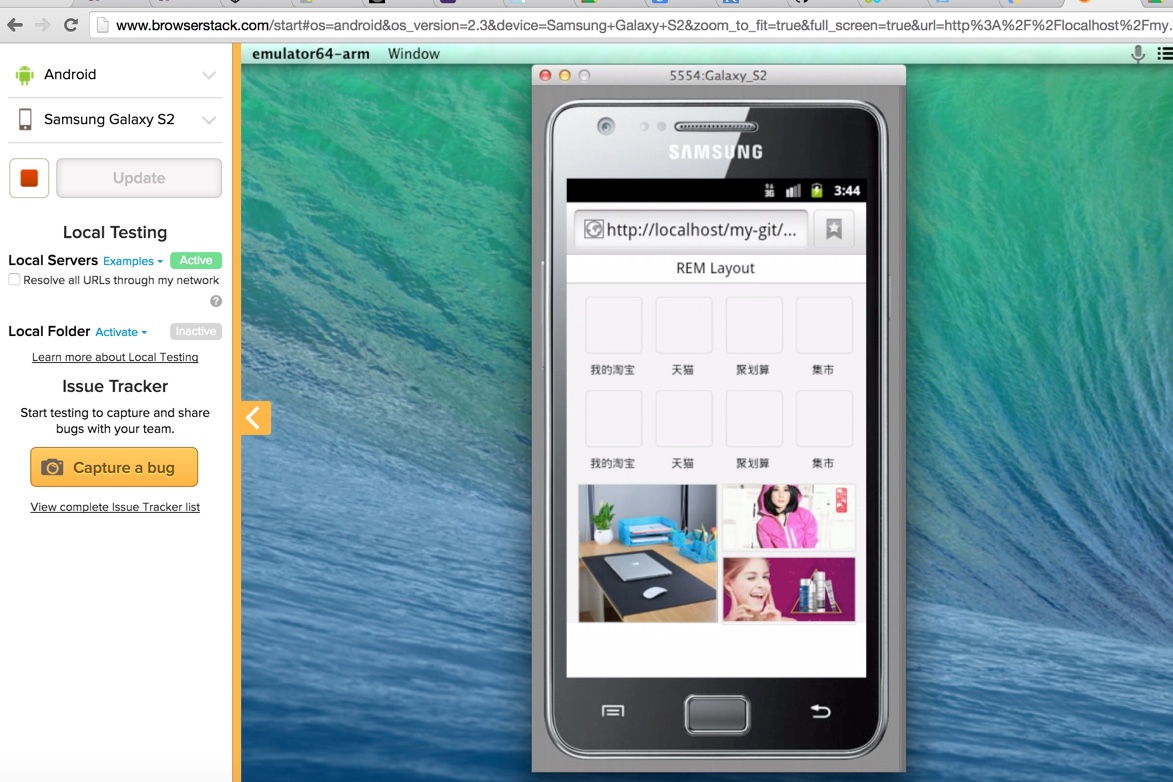 www.browserstack.com/start#os=android&os_version=2.3&device=Samsung+Galaxy+S2&zoom_to_fit=true&full_screen=true&url=http%3A%2F%2Flocalhost%2Fmy.
emulator64-arm Window
Android
Samsung Galaxy S2
Update
Local Testing
Local Servers Examples Active
Resolve all URLs through my network
?
Local Folder Activate Inactive
Learn more about Local Testing
Issue Tracker
Start testing to capture and share
bugs with your team.
Capture a bug
View complete Issue Tracker list
5554:Galaxy_S2
SAMSUNG
3G 3:44
http://localhost/my-git/...
REM Layout
我的淘宝 天猫 聚划算 集市
我的淘宝 天猫 聚划算 集市